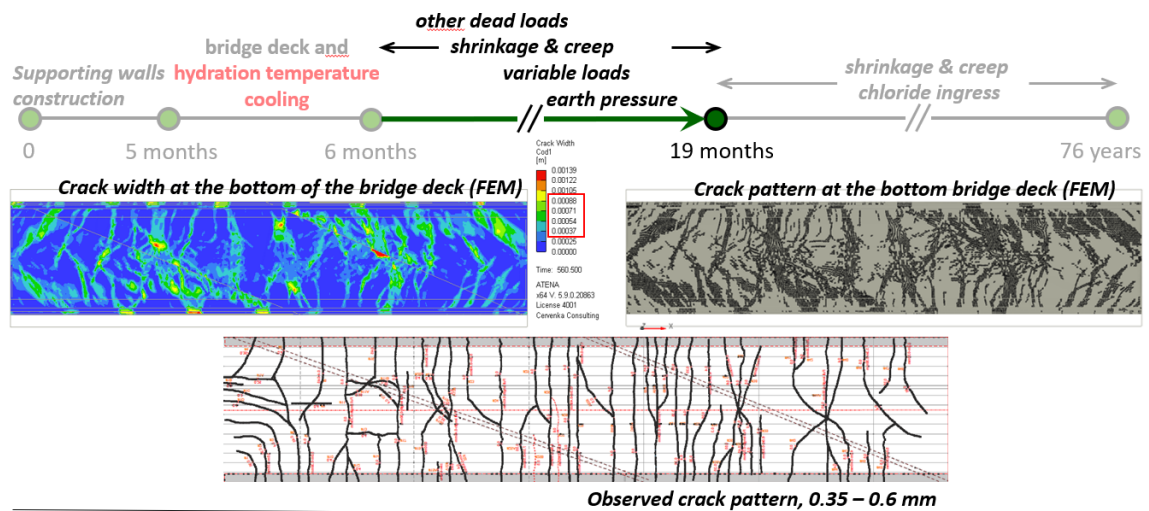 other dead loads
bridge deck and
shrinkage & creep
Supporting walls
hydration temperature
variable loads
shrinkage & creep
construction
cooling
earth pressure
chloride ingress
0
5 months
6 months
19 months
76 years
Crack width at the bottom of the bridge deck (FEM)
Crack Width
Cod1
[m]
0.00139
0.00122
0.00105
0.00088
0.00071
0.00054
0.00037
0.00025
0.00000
Time: 560.500
ATENA
x64 V: 5.9.0.20863
License 4001
Cervenka Consulting
Crack pattern at the bottom bridge deck (FEM)
Observed crack pattern, 0.35 – 0.6 mm